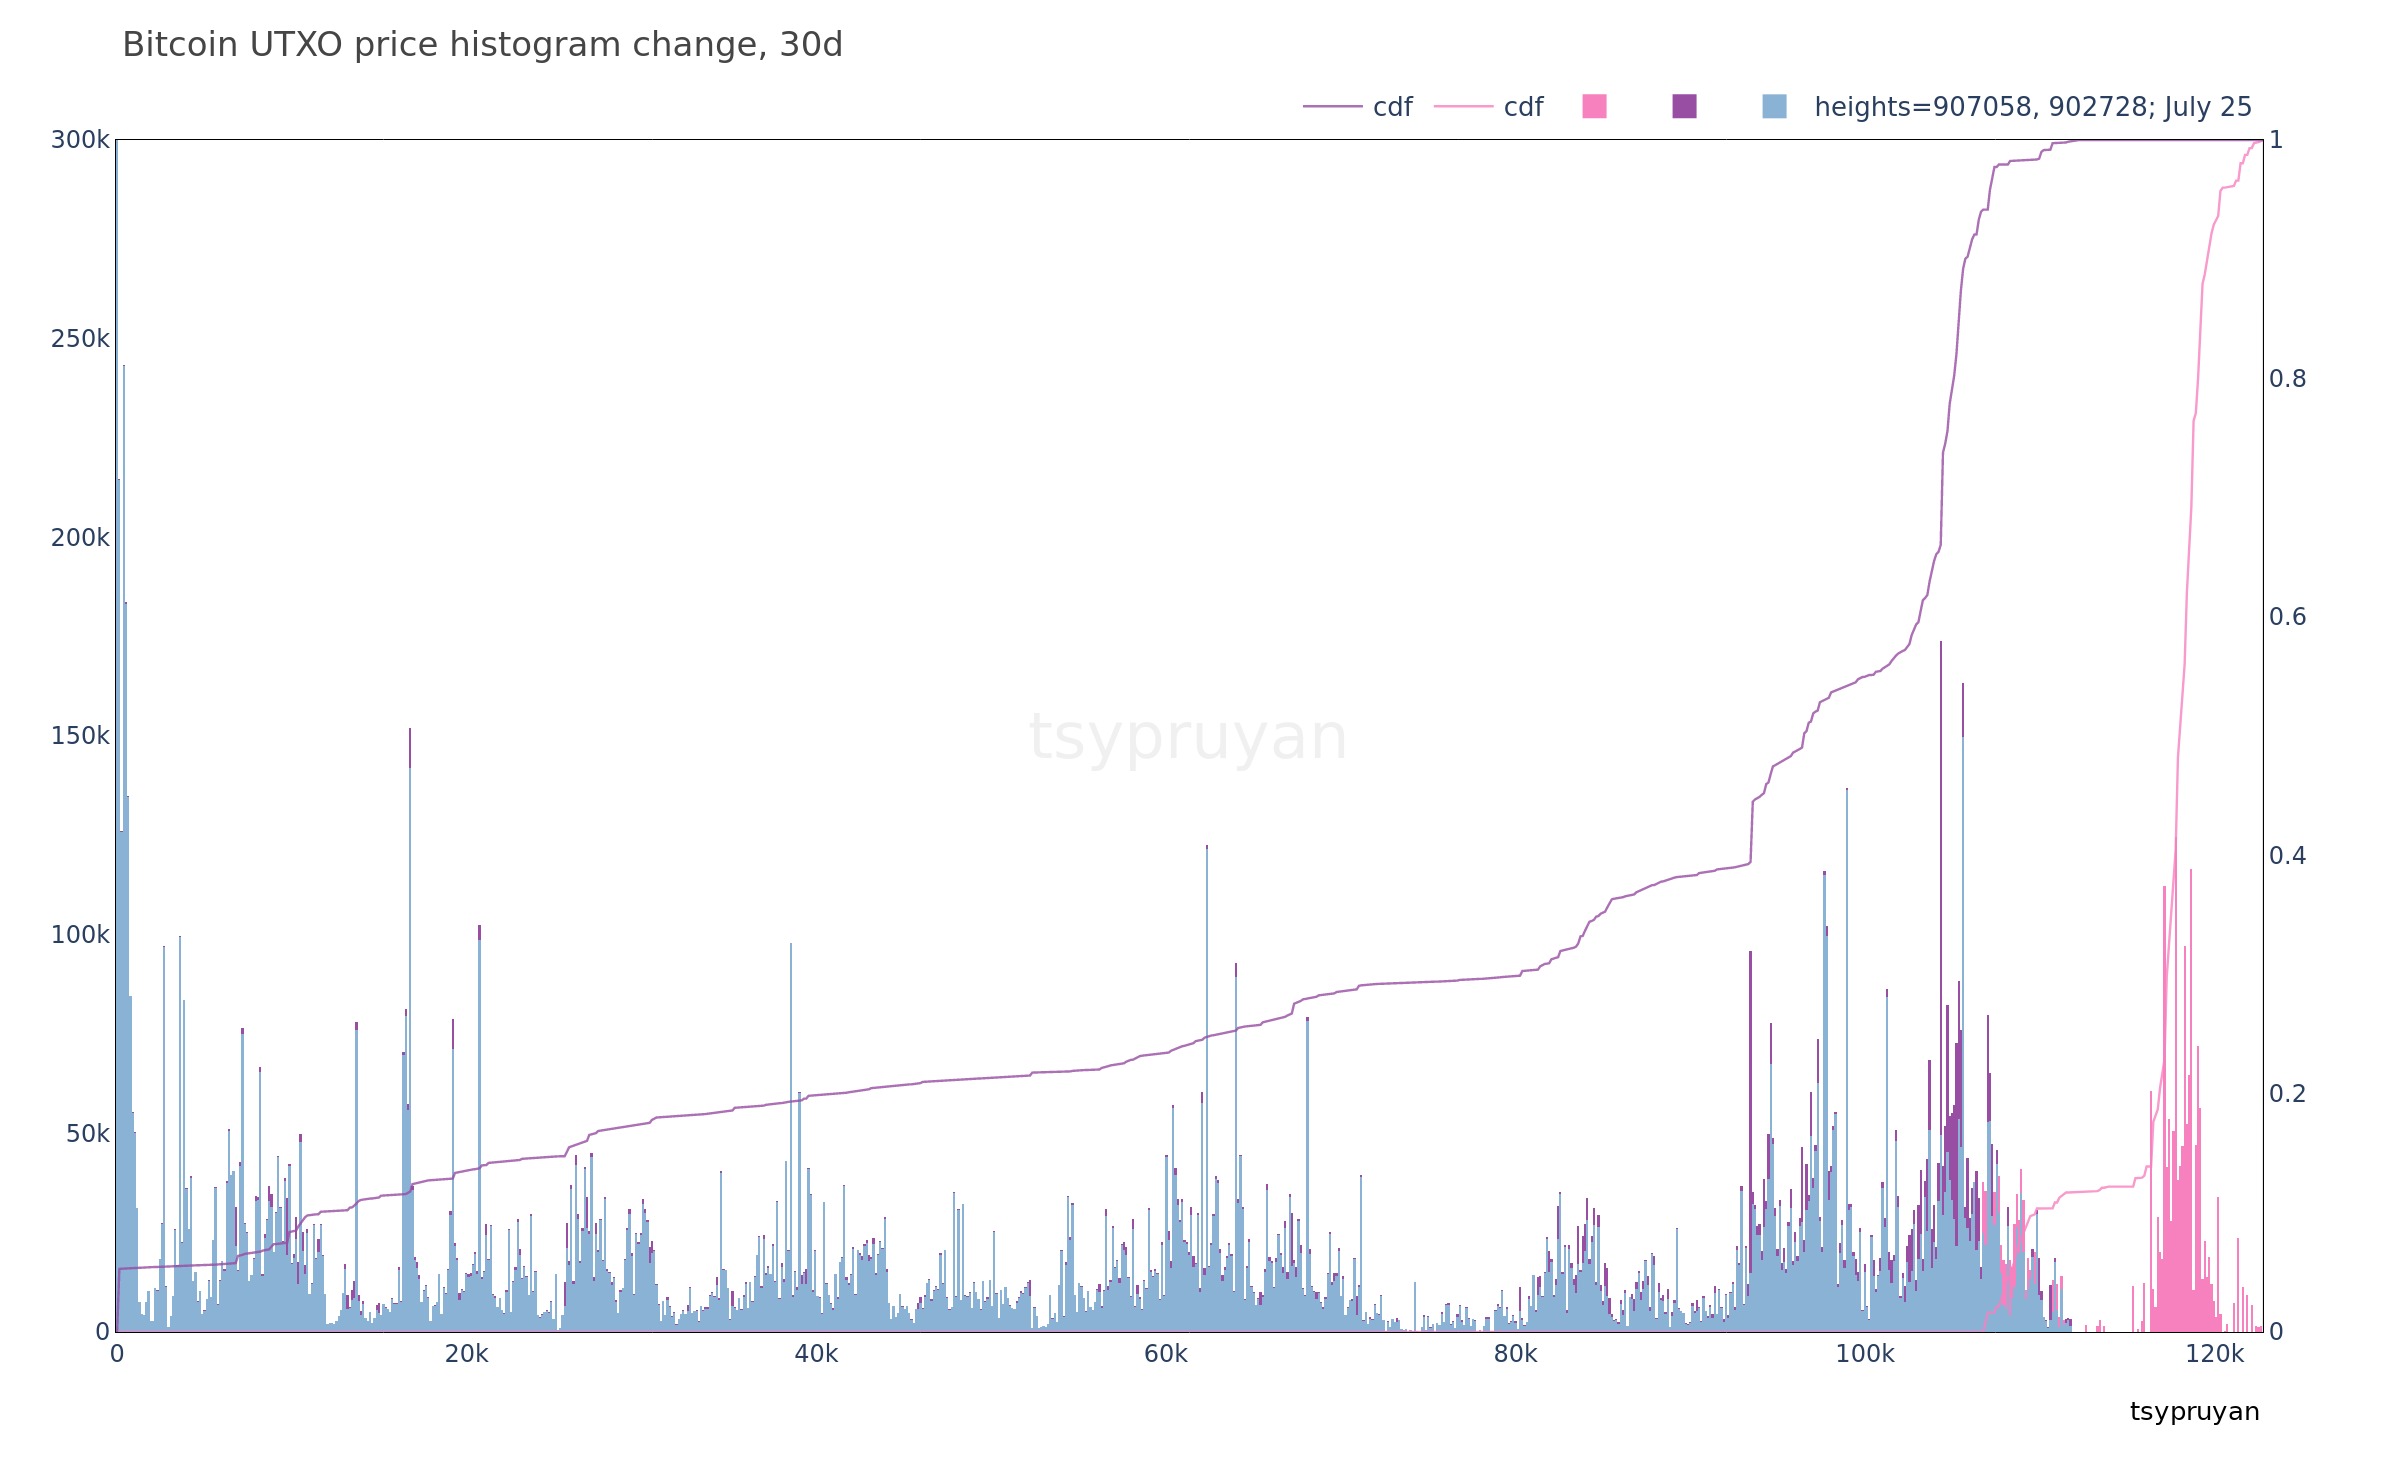 Bitcoin UTXO price histogram change, 30d
cdf cdf heights=907058, 902728; July 25
300k
250k
200k
150k
100k
50k
0
1
0.8
0.6
0.4
0.2
0
tsypruyan
0 20k 40k 60k 80k 100k 120k
tsypruyan